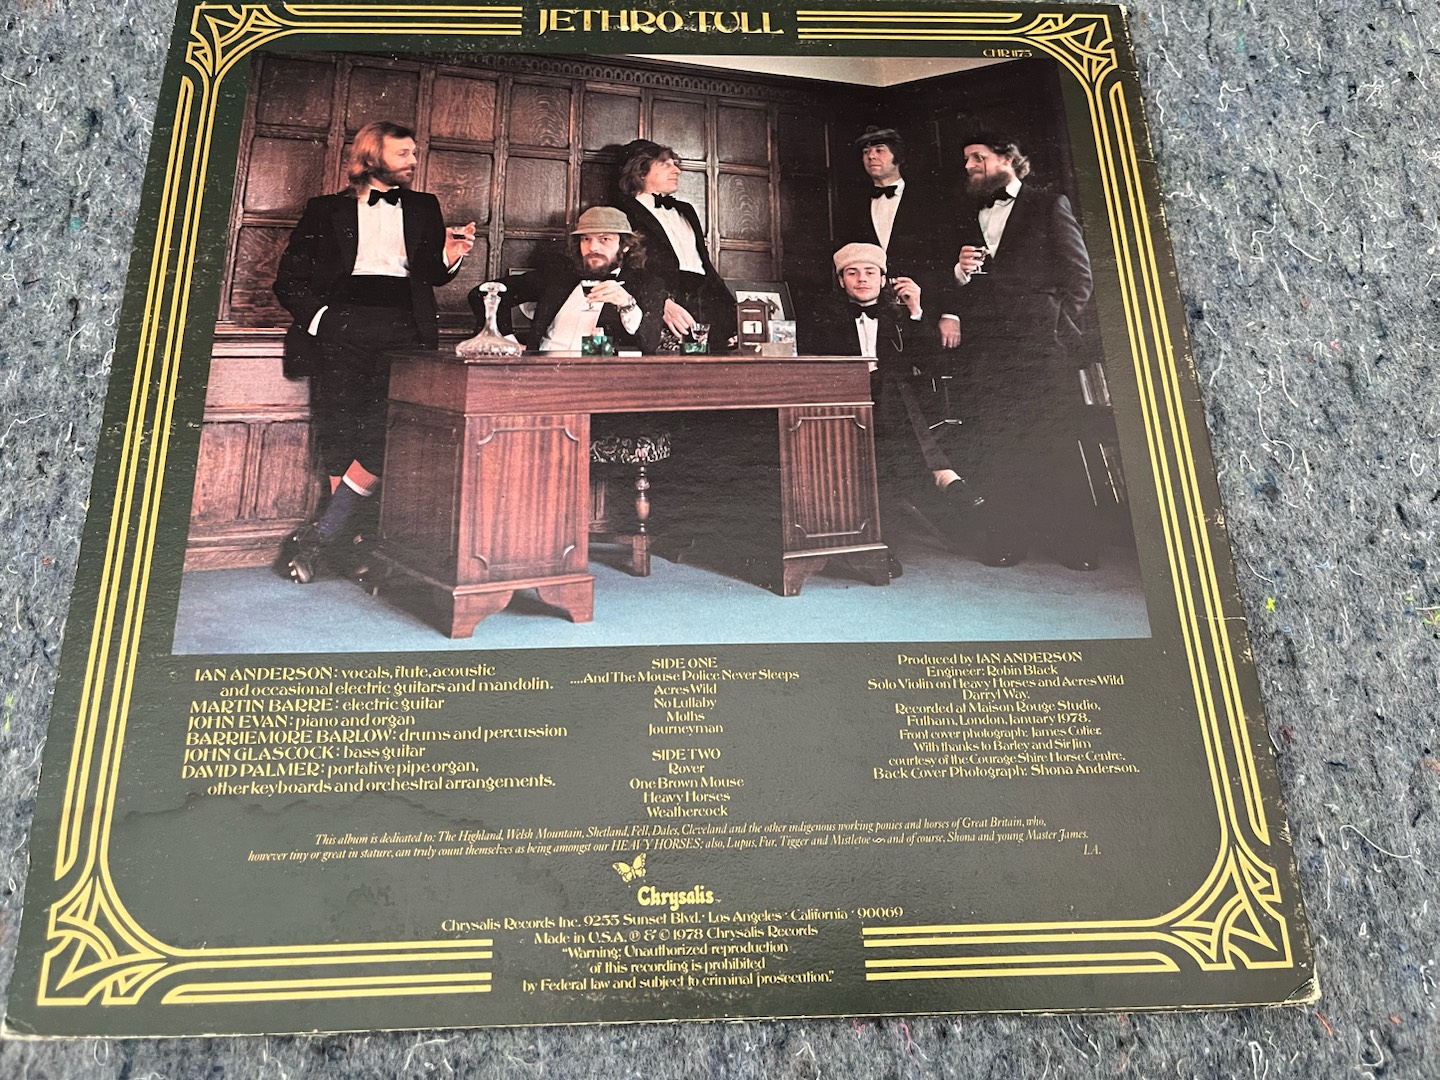 JETHRO TULL
CHR 1175
IAN ANDERSON: vocals, flute, acoustic
and occasional electric guitars and mandolin.
MARTIN BARRE: electric guitar
JOHN EVAN: piano and organ
BARRIEMORE BARLOW: drums and percussion
JOHN GLASCOCK: bass guitar
DAVID PALMER: portative pipe organ,
other keyboards and orchestral arrangements.
SIDE ONE
....And The Mouse Police Never Sleeps
Acres Wild
No Lullaby
Moths
Journeyman
SIDE TWO
Rover
One Brown Mouse
Heavy Horses
Weathercock
Produced by IAN ANDERSON
Engineer: Robin Black
Solo Violin on Heavy Horses and Acres Wild
Darryl Way.
Recorded at Maison Rouge Studio,
Fulham, London, January 1978.
Front cover photograph: James Cotier.
With thanks to Barley and Sir Jim
courtesy of the Courage Shire Horse Centre.
Back Cover Photograph: Shona Anderson.
This album is dedicated to: The Highland, Welsh Mountain, Shetland, Fell, Dales, Cleveland and the other indigenous working ponies and horses of Great Britain, who,
however tiny or great in stature, can truly count themselves as being amongst our HEAVY HORSES; also, Lupus, Fur, Tigger and Mistletoe ~ and of course, Shona and young Master James.
I.A.
Chrysalis
TM
Chrysalis Records Inc. 9255 Sunset Blvd. · Los Angeles · California · 90069
Made in U.S.A. ℗ & © 1978 Chrysalis Records
"Warning: Unauthorized reproduction
of this recording is prohibited
by Federal law and subject to criminal prosecution."
1